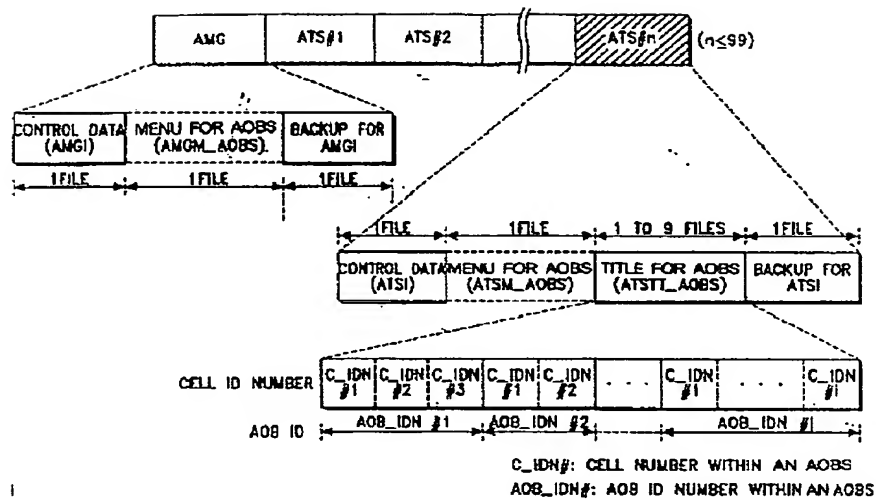 AMG ATS#1 ATS#2 ATS#n (n≤99)
CONTROL DATA (AMGI)
MENU FOR AOBS (AMGM_AOBS)
BACKUP FOR AMGI
1FILE 1FILE 1FILE
1FILE 1FILE 1 TO 9 FILES 1FILE
CONTROL DATA (ATSI)
MENU FOR AOBS (ATSM_AOBS)
TITLE FOR AOBS (ATSTT_AOBS)
BACKUP FOR ATSI
CELL ID NUMBER
C_IDN #1 C_IDN #2 C_IDN #3 C_IDN #1 C_IDN #2 . . . . C_IDN #1 . . . . C_IDN #i
AOB ID AOB_IDN #1 AOB_IDN #2 AOB_IDN #i
C_IDN#: CELL NUMBER WITHIN AN AOBS
AOB_IDN#: AOB ID NUMBER WITHIN AN AOBS